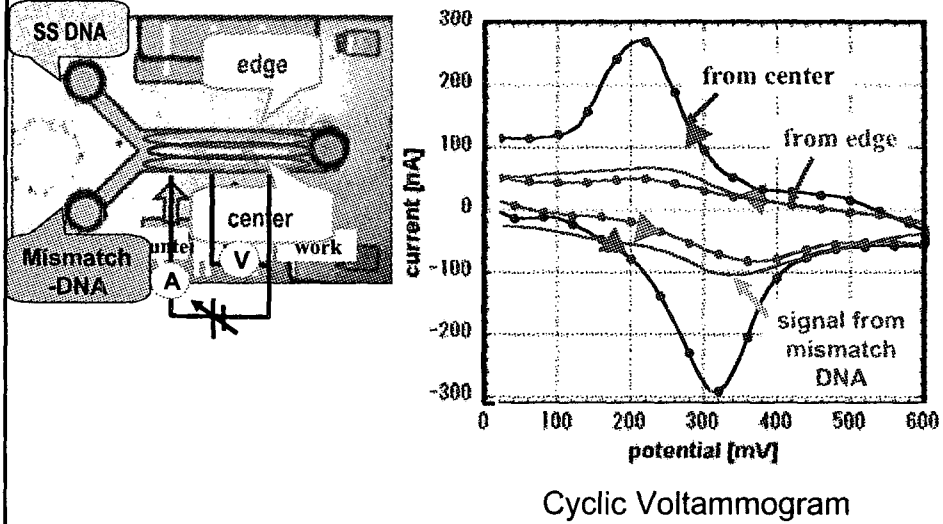 SS DNA
edge
center
unter
work
V
A
Mismatch
-DNA
300
200
100
0
-100
-200
-300
current [nA]
from center
from edge
signal from
mismatch
DNA
0
100
200
300
400
500
600
potential [mV]
Cyclic Voltammogram